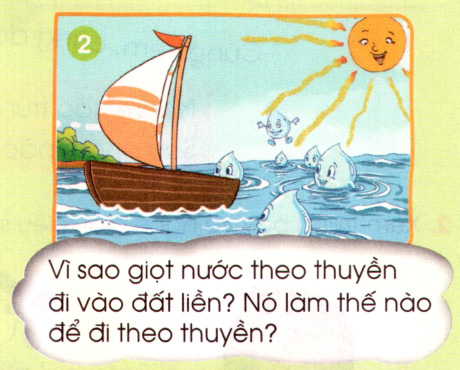 2
Vì sao giọt nước theo thuyền
đi vào đất liền? Nó làm thế nào
để đi theo thuyền?